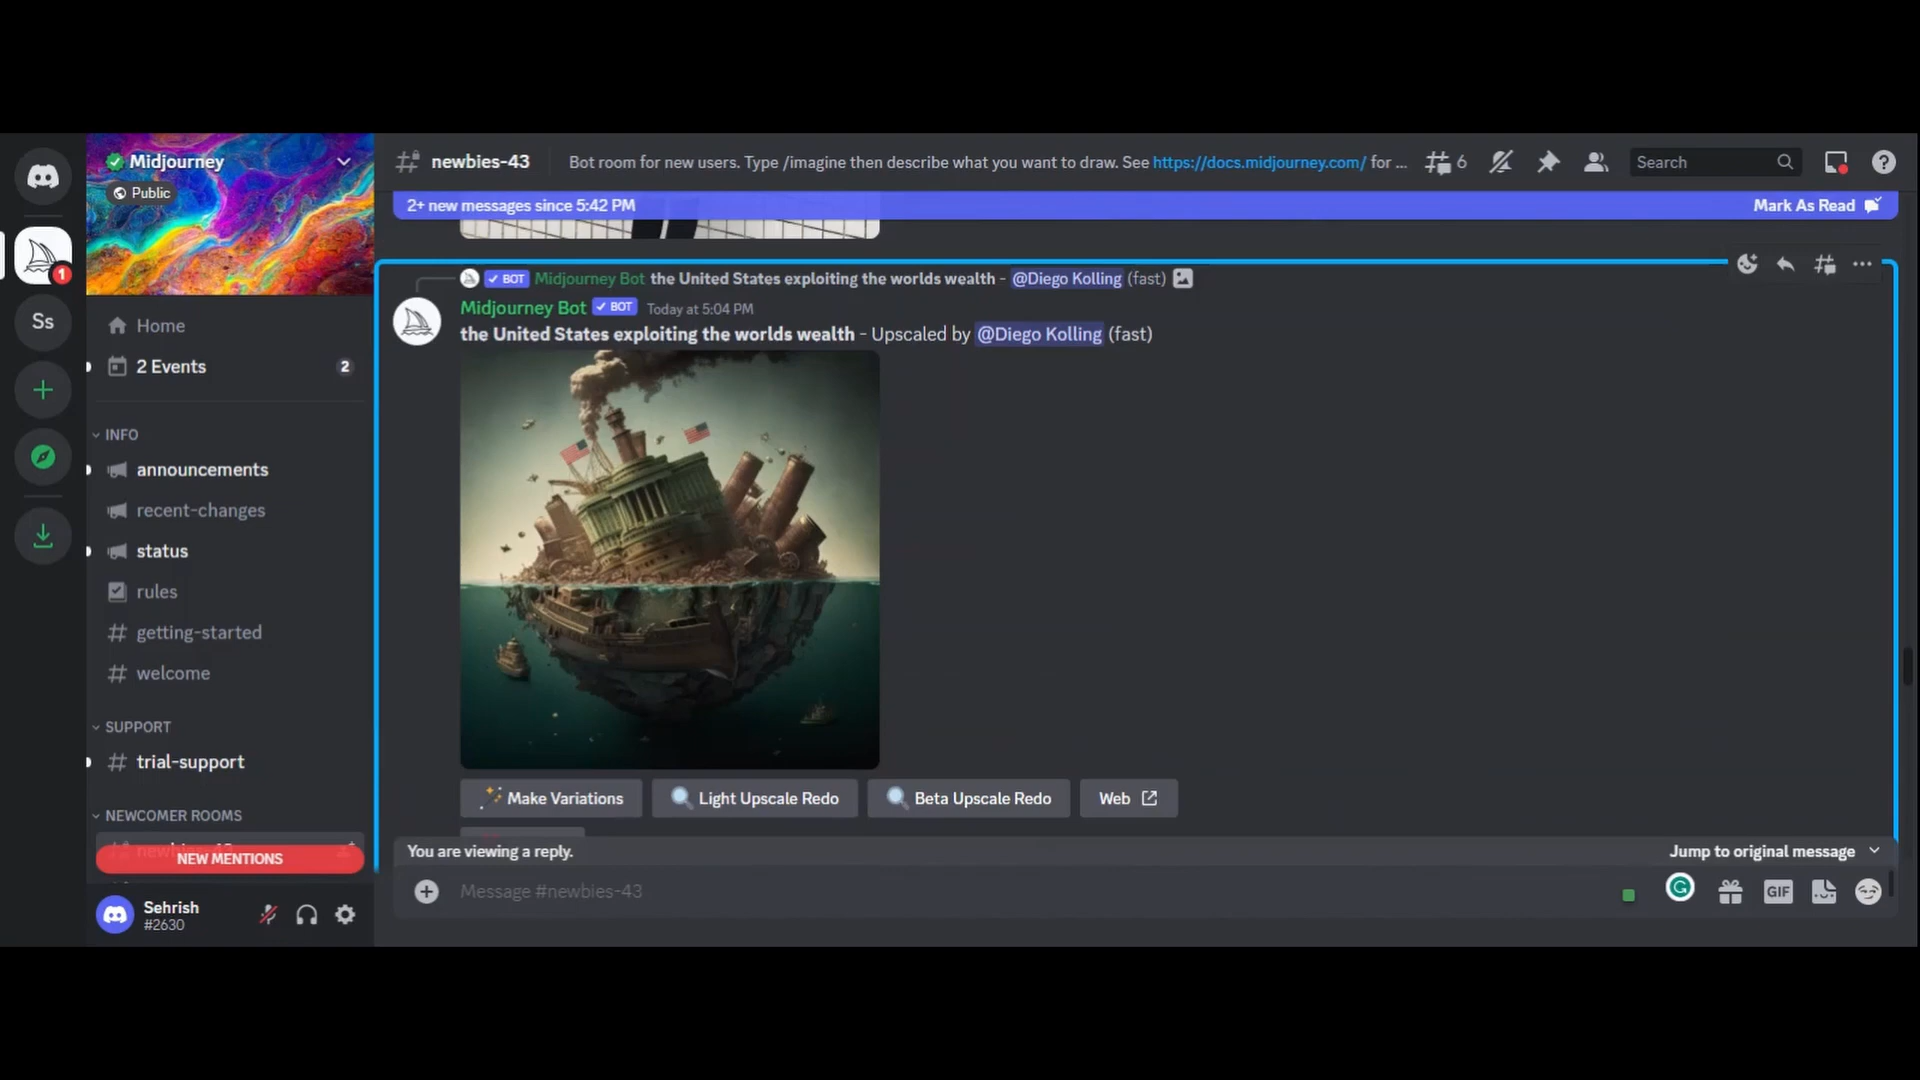 Midjourney
Public
1
Ss
Home
2 Events
2
INFO
announcements
recent-changes
status
rules
getting-started
welcome
SUPPORT
trial-support
NEWCOMER ROOMS
NEW MENTIONS
Sehrish
#2630
newbies-43
Bot room for new users. Type /imagine then describe what you want to draw. See https://docs.midjourney.com/ for ...
6
Search
2+ new messages since 5:42 PM
Mark As Read
BOT Midjourney Bot the United States exploiting the worlds wealth - @Diego Kolling (fast)
Midjourney Bot BOT Today at 5:04 PM
the United States exploiting the worlds wealth - Upscaled by @Diego Kolling (fast)
Make Variations
Light Upscale Redo
Beta Upscale Redo
Web
You are viewing a reply.
Jump to original message
Message #newbies-43
GIF